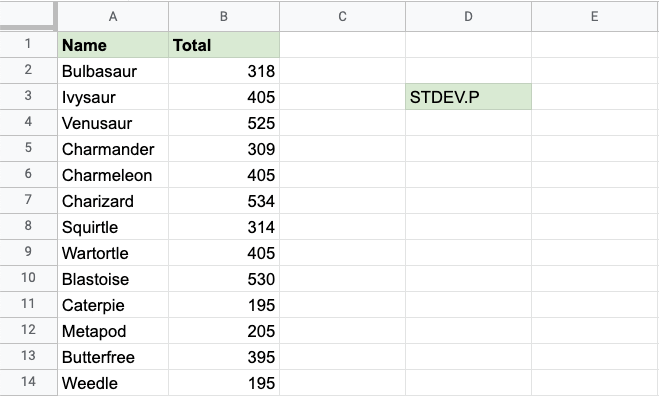 A B C D E
1 Name Total
2 Bulbasaur 318
3 Ivysaur 405 STDEV.P
4 Venusaur 525
5 Charmander 309
6 Charmeleon 405
7 Charizard 534
8 Squirtle 314
9 Wartortle 405
10 Blastoise 530
11 Caterpie 195
12 Metapod 205
13 Butterfree 395
14 Weedle 195